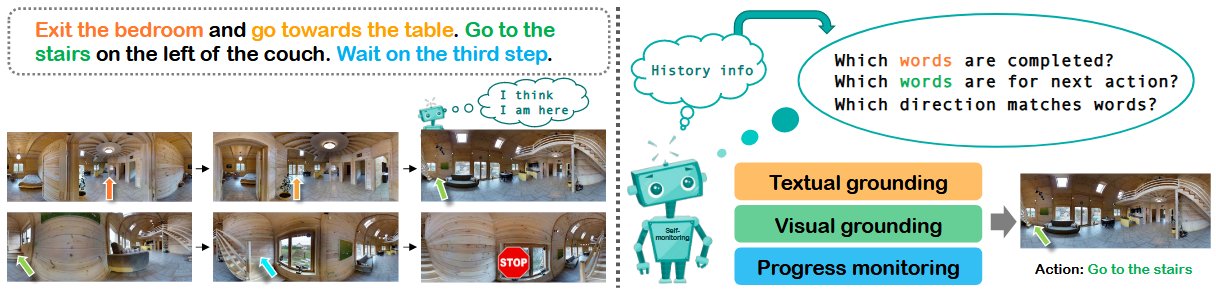 Exit the bedroom and go towards the table. Go to the
stairs on the left of the couch. Wait on the third step.
I think
I am here
STOP
History info
Which words are completed?
Which words are for next action?
Which direction matches words?
Self-
monitoring
Textual grounding
Visual grounding
Progress monitoring
Action: Go to the stairs